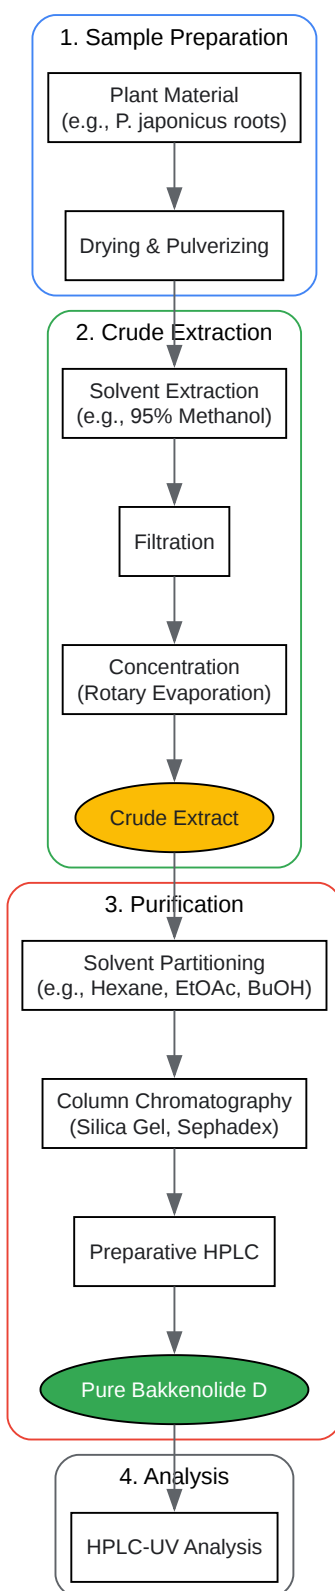 1. Sample Preparation
Plant Material
(e.g., P. japonicus roots)
Drying & Pulverizing
2. Crude Extraction
Solvent Extraction
(e.g., 95% Methanol)
Filtration
Concentration
(Rotary Evaporation)
Crude Extract
3. Purification
Solvent Partitioning
(e.g., Hexane, EtOAc, BuOH)
Column Chromatography
(Silica Gel, Sephadex)
Preparative HPLC
Pure Bakkenolide D
4. Analysis
HPLC-UV Analysis